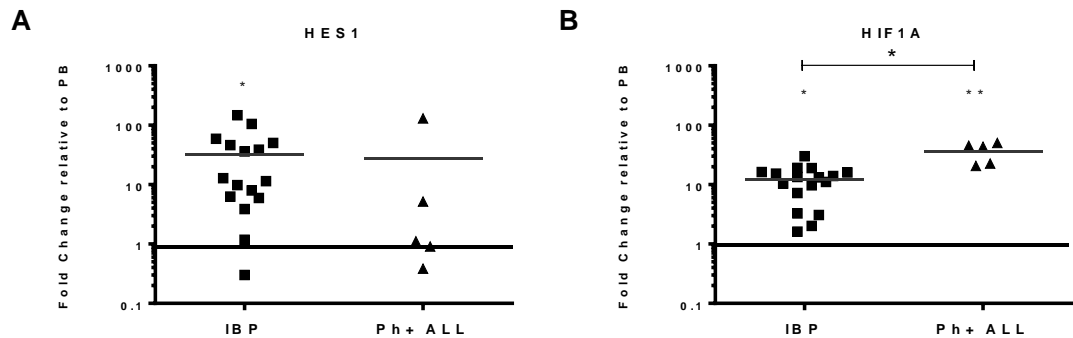 A
HES1
Fold Change relative to PB
1000
100
10
1
0.1
*
IBP
Ph+ ALL
B
HIF1A
Fold Change relative to PB
1000
100
10
1
0.1
*
*
**
IBP
Ph+ ALL